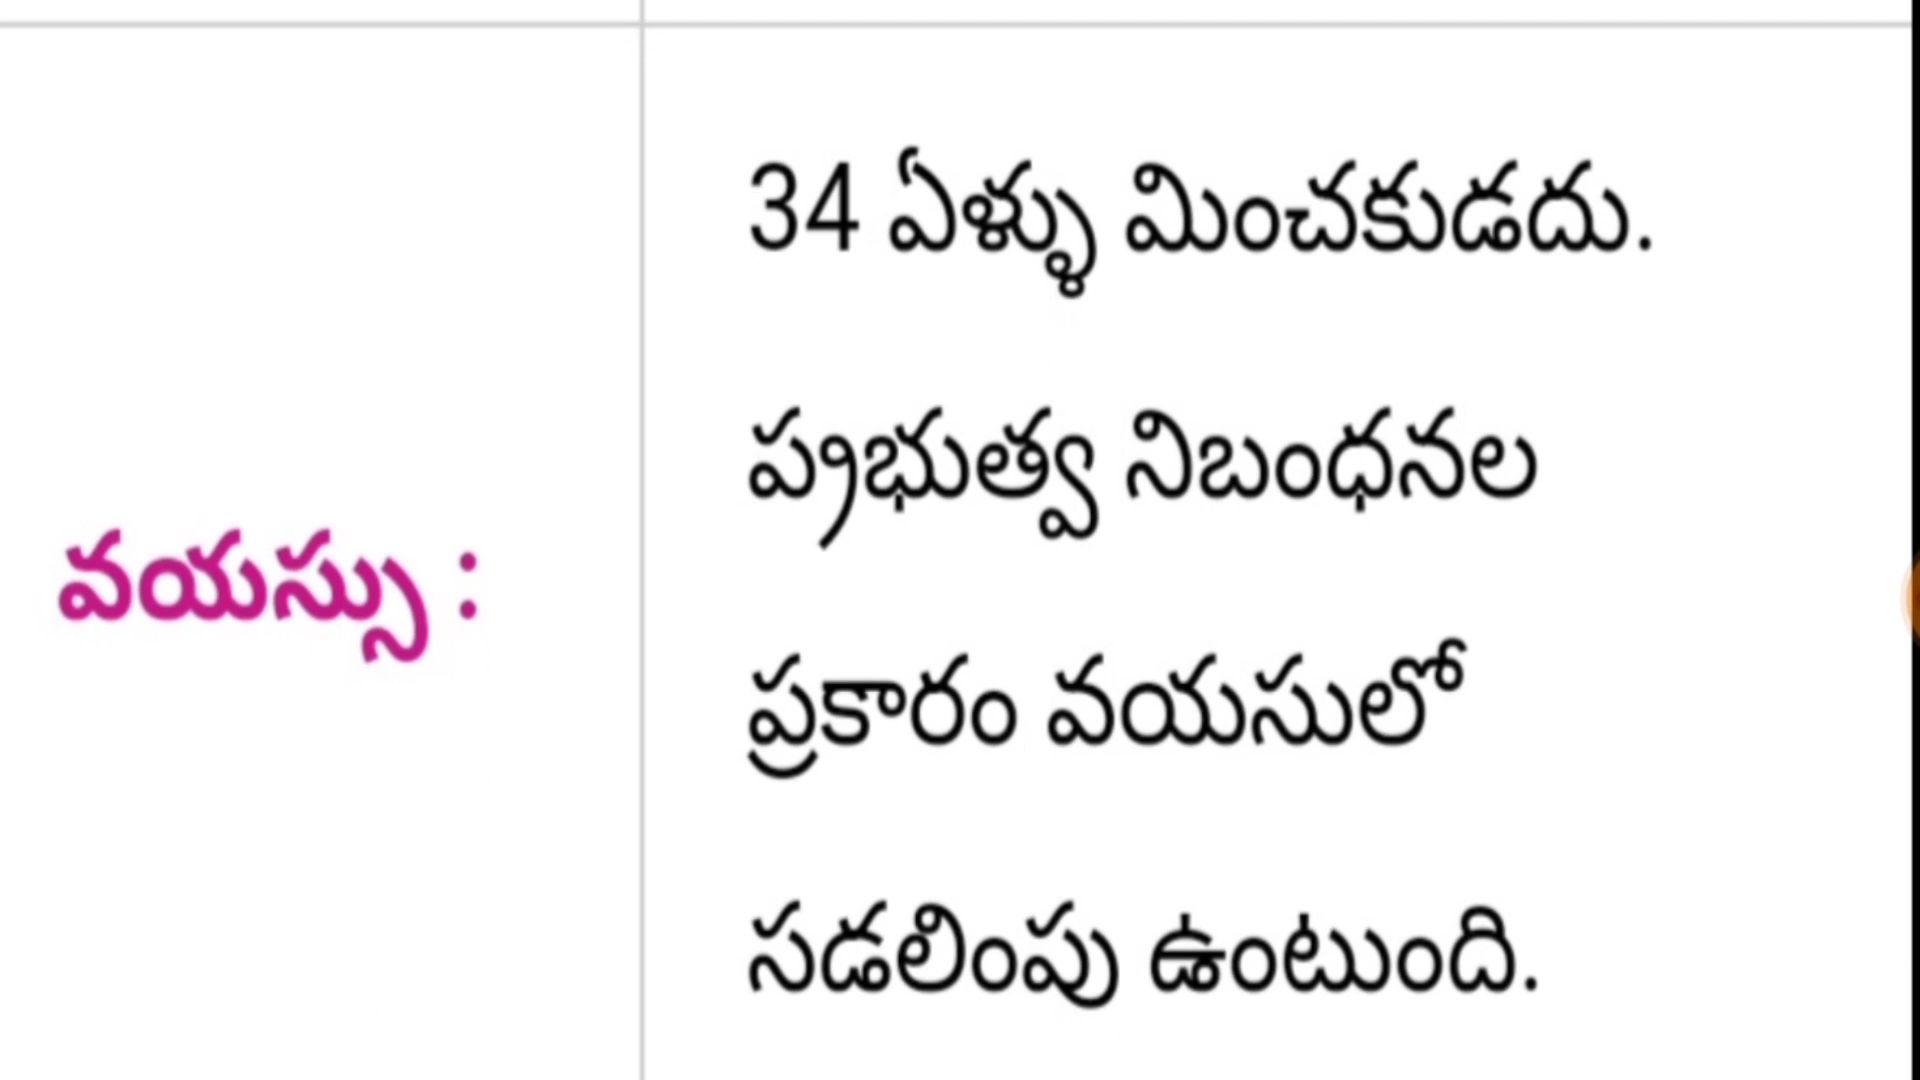 34 ఏళ్ళు మించకుడదు.
ప్రభుత్వ నిబంధనల
వయస్సు :
ప్రకారం వయసులో
సడలింపు ఉంటుంది.